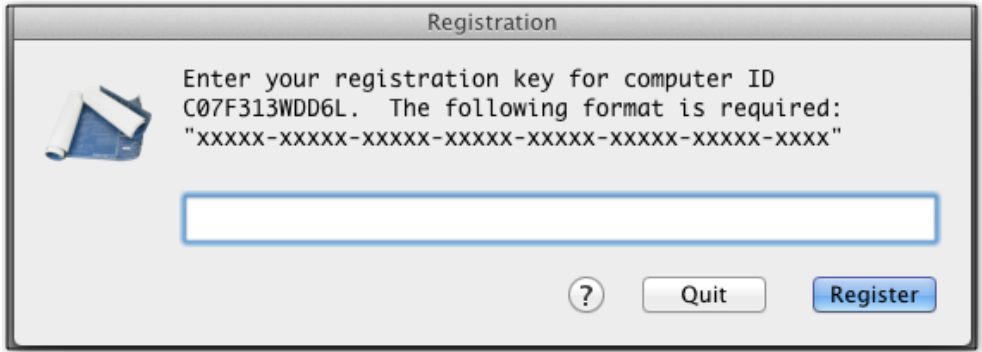 Registration
Enter your registration key for computer ID
C07F313WDD6L.  The following format is required:
"xxxxx-xxxxx-xxxxx-xxxxx-xxxxx-xxxxx-xxxxx-xxxx"
?
Quit
Register